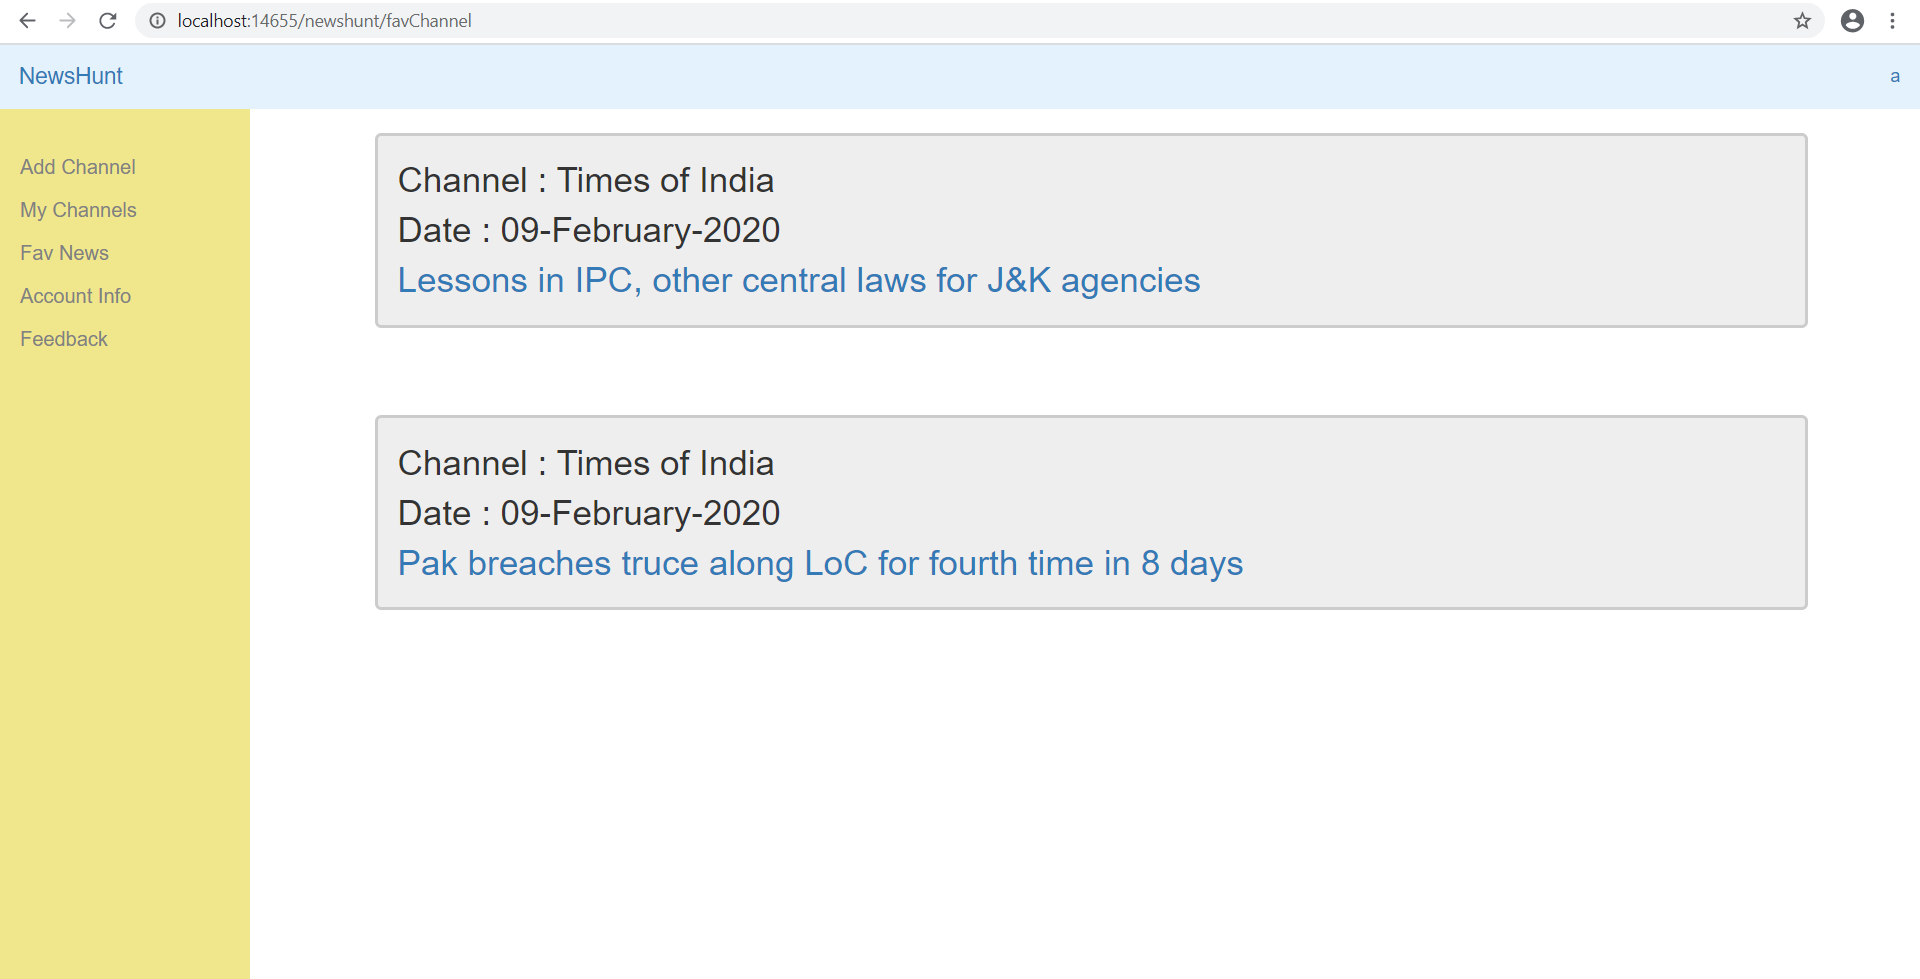 localhost:14655/newshunt/favChannel
NewsHunt
a
Add Channel
My Channels
Fav News
Account Info
Feedback
Channel : Times of India
Date : 09-February-2020
Lessons in IPC, other central laws for J&K agencies
Channel : Times of India
Date : 09-February-2020
Pak breaches truce along LoC for fourth time in 8 days